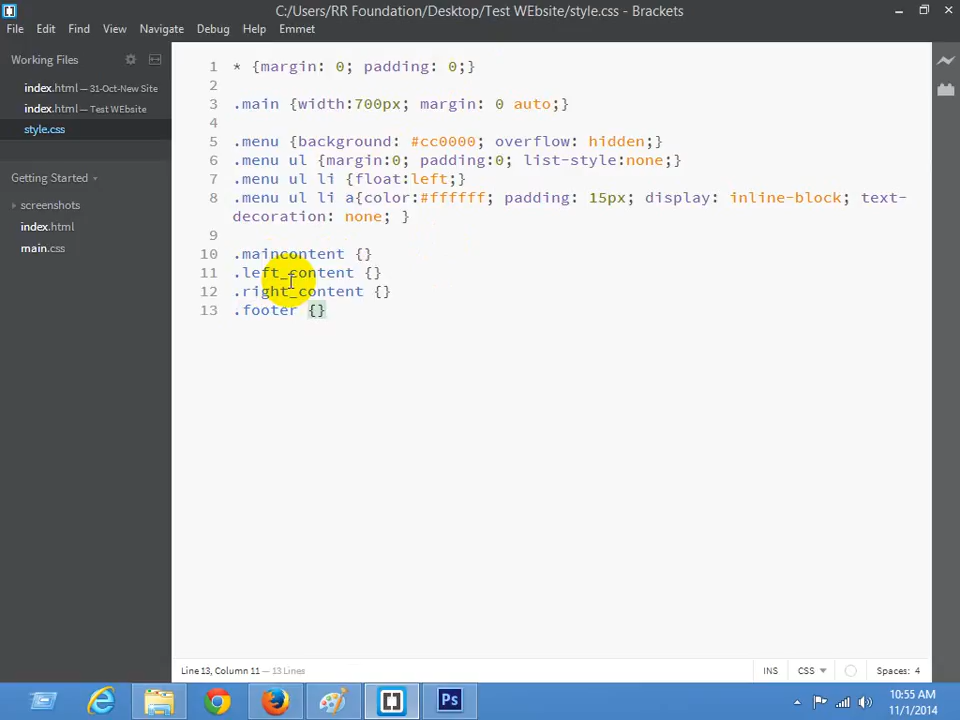 C:/Users/RR Foundation/Desktop/Test WEbsite/style.css - Brackets
File Edit Find View Navigate Debug Help Emmet
Working Files
index.html — 31-Oct-New Site
index.html — Test WEbsite
style.css
Getting Started
screenshots
index.html
main.css
1 * {margin: 0; padding: 0;}
2
3 .main {width:700px; margin: 0 auto;}
4
5 .menu {background: #cc0000; overflow: hidden;}
6 .menu ul {margin:0; padding:0; list-style:none;}
7 .menu ul li {float:left;}
8 .menu ul li a{color:#ffffff; padding: 15px; display: inline-block; text-
decoration: none; }
9
10 .maincontent {}
11 .left_content {}
12 .right_content {}
13 .footer {}
Line 13, Column 11 — 13 Lines
INS CSS Spaces: 4
Ps
10:55 AM
11/1/2014